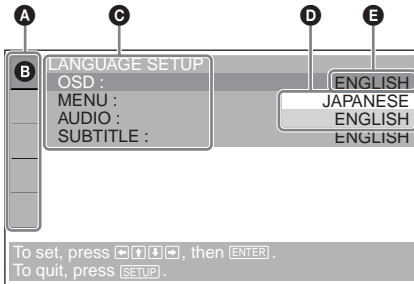 A C D E
B
LANGUAGE SETUP
OSD : ENGLISH
MENU : JAPANESE
AUDIO : ENGLISH
SUBTITLE : ENGLISH
To set, press ←↑↓→, then ENTER.
To quit, press SETUP.